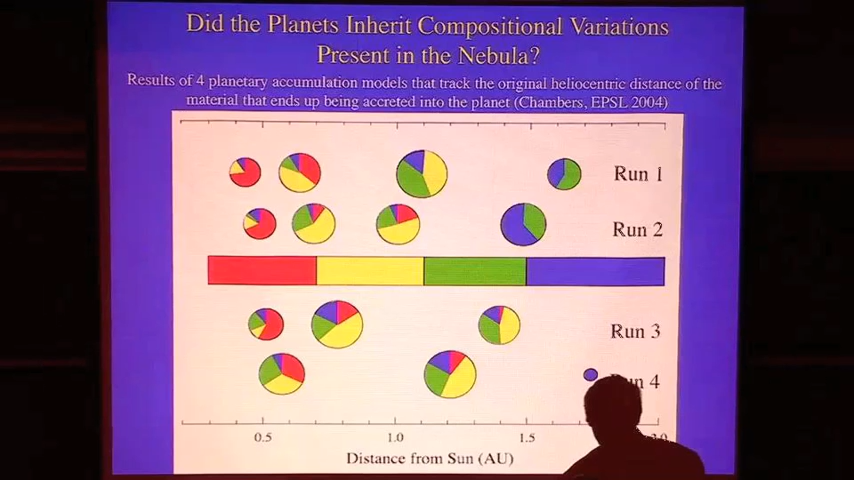 Did the Planets Inherit Compositional Variations
Present in the Nebula?
Results of 4 planetary accumulation models that track the original heliocentric distance of the
material that ends up being accreted into the planet (Chambers, EPSL 2004)
Run 1
Run 2
Run 3
4
0.5
1.0
1.5
Distance from Sun (AU)